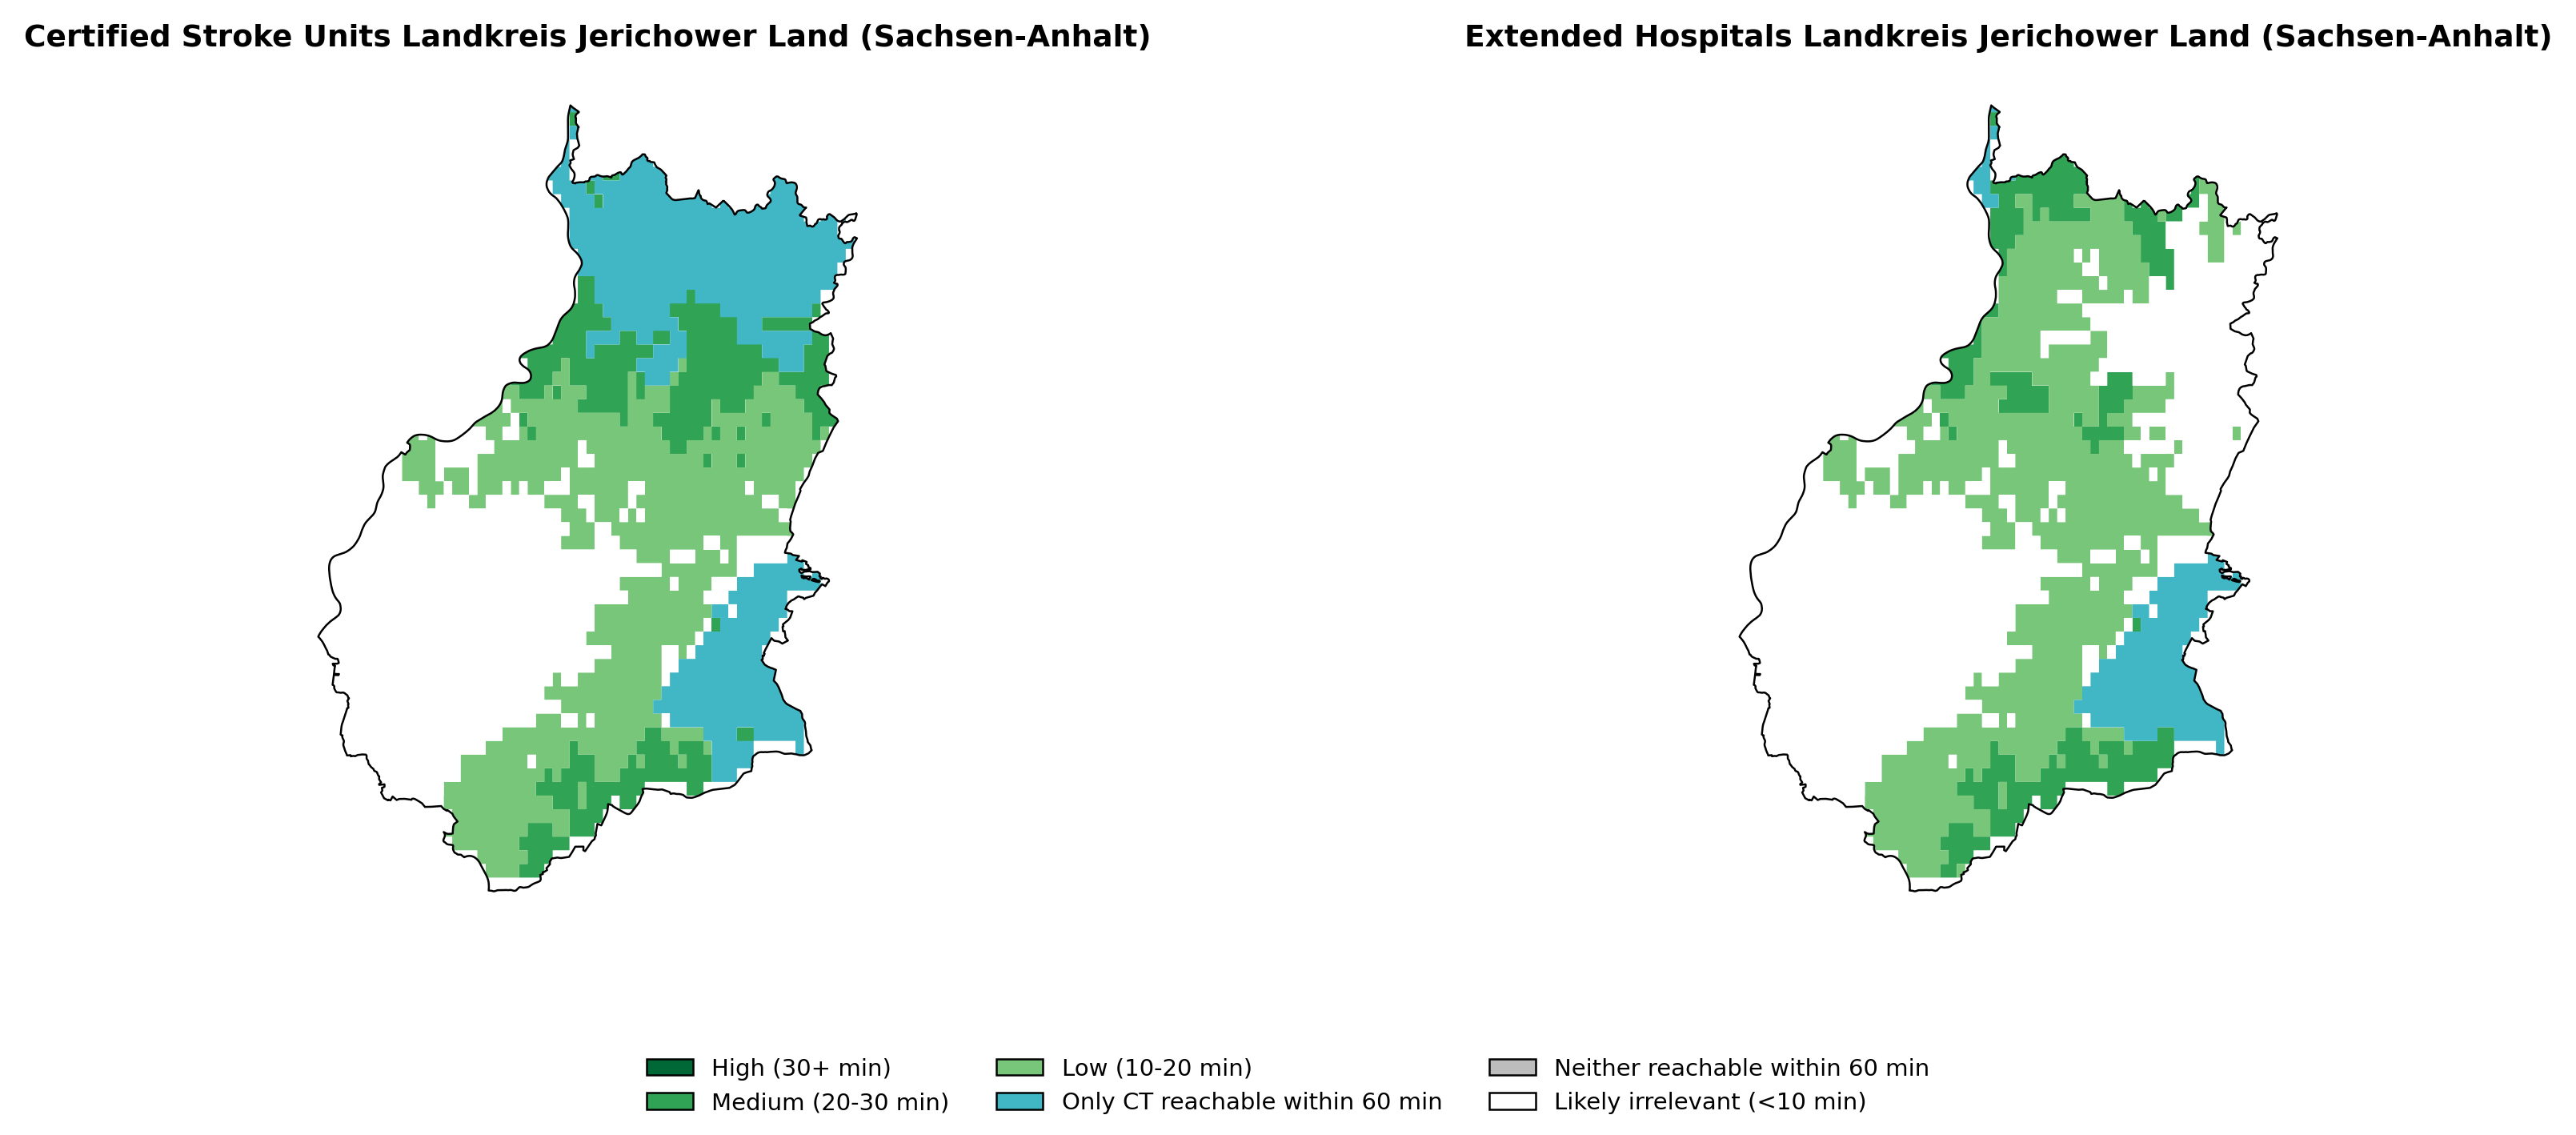 Certified Stroke Units Landkreis Jerichower Land (Sachsen-Anhalt)
Extended Hospitals Landkreis Jerichower Land (Sachsen-Anhalt)
High (30+ min)
Medium (20-30 min)
Low (10-20 min)
Only CT reachable within 60 min
Neither reachable within 60 min
Likely irrelevant (<10 min)